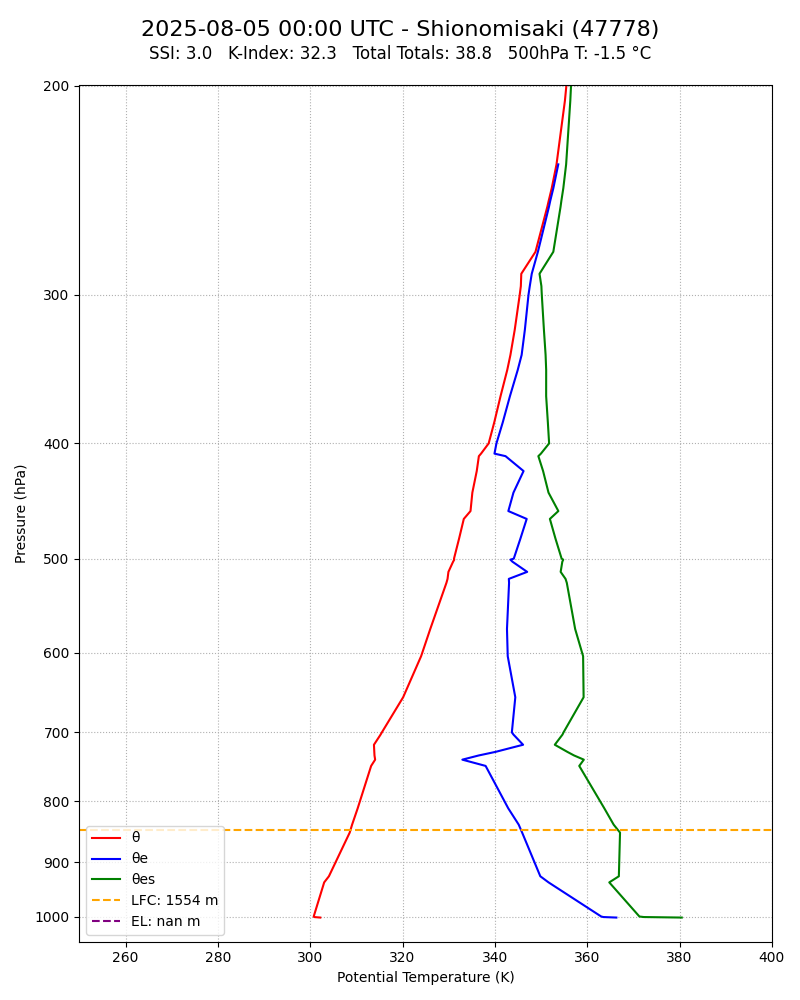 2025-08-05 00:00 UTC - Shionomisaki (47778)
SSI: 3.0   K-Index: 32.3   Total Totals: 38.8   500hPa T: -1.5 °C
200
300
400
500
600
700
800
900
1000
Pressure (hPa)
θ
θe
θes
LFC: 1554 m
EL: nan m
260 280 300 320 340 360 380 400
Potential Temperature (K)